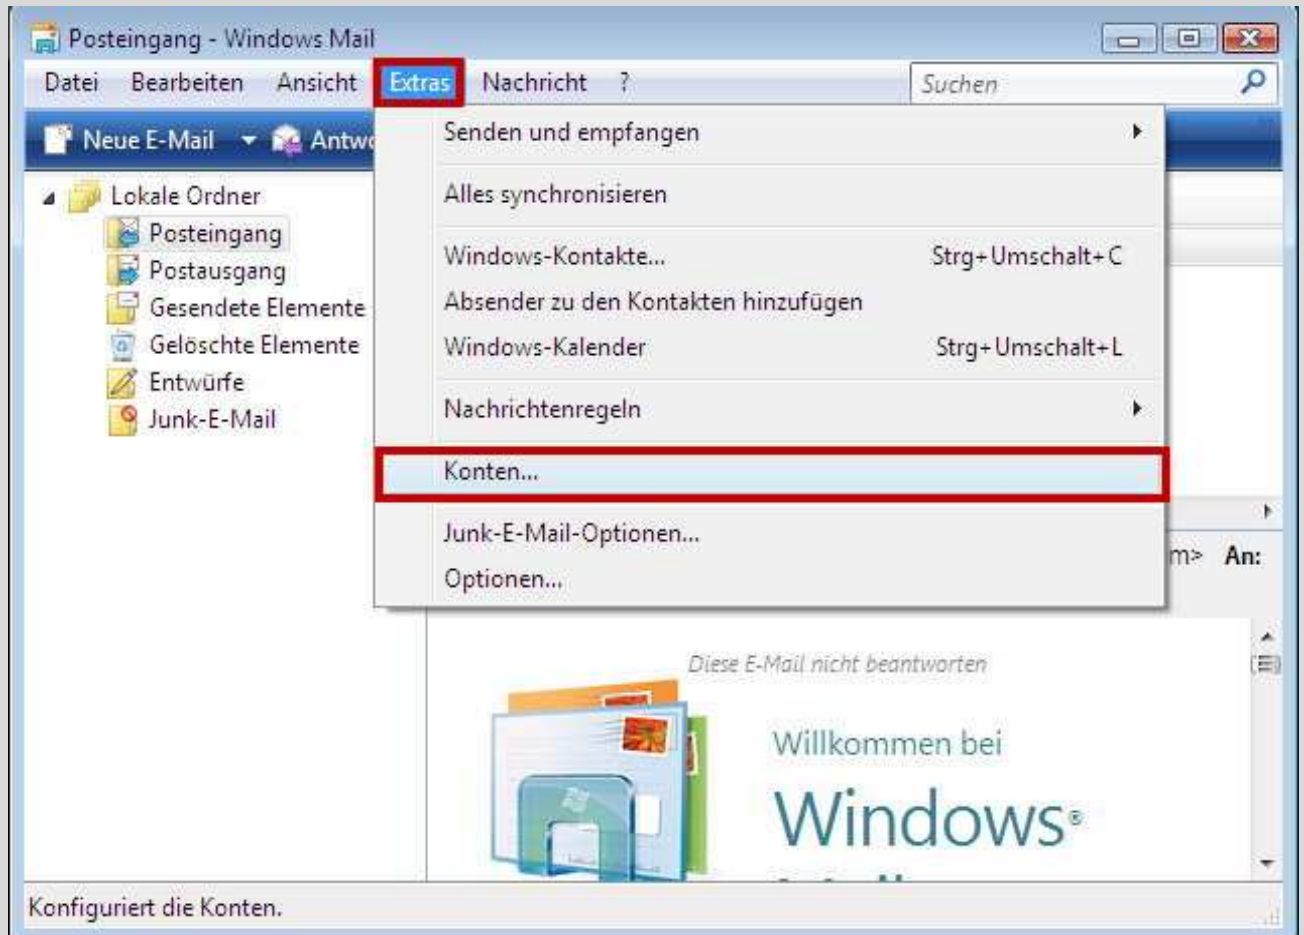 Posteingang - Windows Mail
Datei Bearbeiten Ansicht Extras Nachricht ? Suchen
Neue E-Mail
Senden und empfangen
Alles synchronisieren
Windows-Kontakte... Strg+Umschalt+C
Absender zu den Kontakten hinzufügen
Windows-Kalender Strg+Umschalt+L
Nachrichtenregeln
Konten...
Junk-E-Mail-Optionen...
Optionen...
Lokale Ordner
Posteingang
Postausgang
Gesendete Elemente
Gelöschte Elemente
Entwürfe
Junk-E-Mail
An:
Diese E-Mail nicht beantworten
Willkommen bei
Windows®
Konfiguriert die Konten.